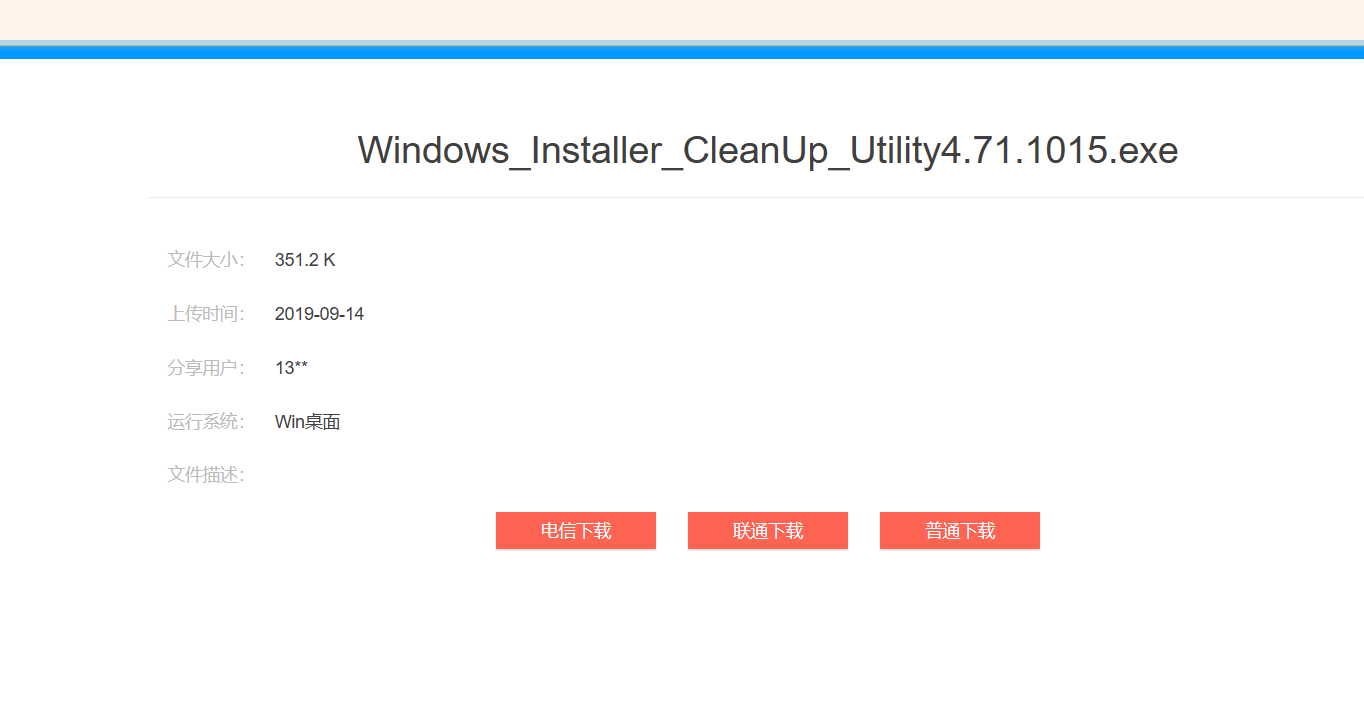 Windows_Installer_CleanUp_Utility4.71.1015.exe
文件大小： 351.2 K
上传时间： 2019-09-14
分享用户： 13**
运行系统： Win桌面
文件描述：
电信下载 联通下载 普通下载